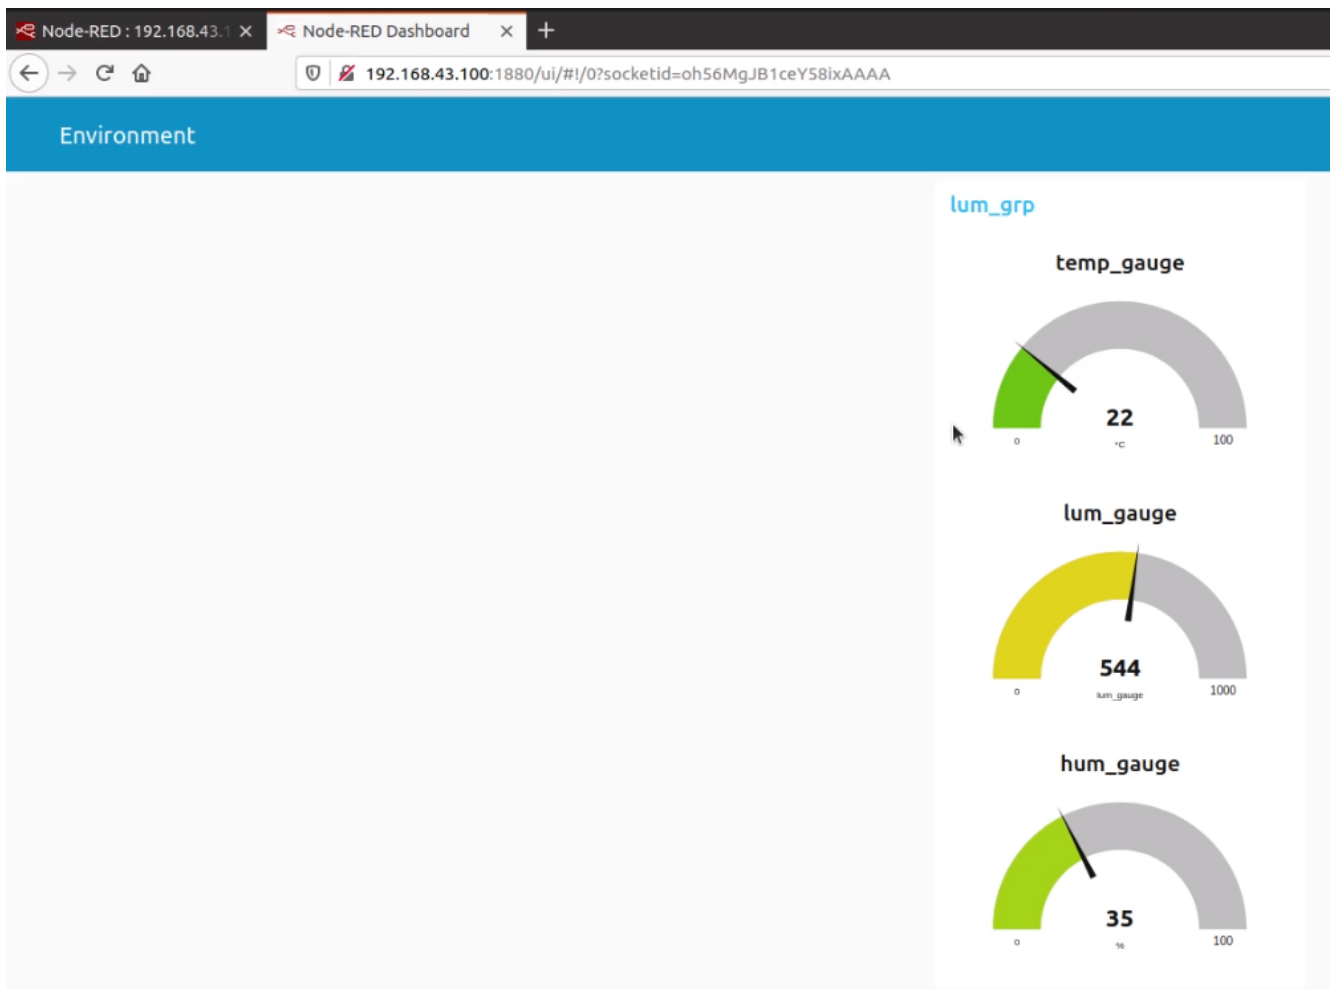 Node-RED : 192.168.43.1
Node-RED Dashboard
192.168.43.100:1880/ui/#!/0?socketid=oh56MgJB1ceY58ixAAAA
Environment
lum_grp
temp_gauge
22
0
°C
100
lum_gauge
544
0
lum_gauge
1000
hum_gauge
35
0
%
100